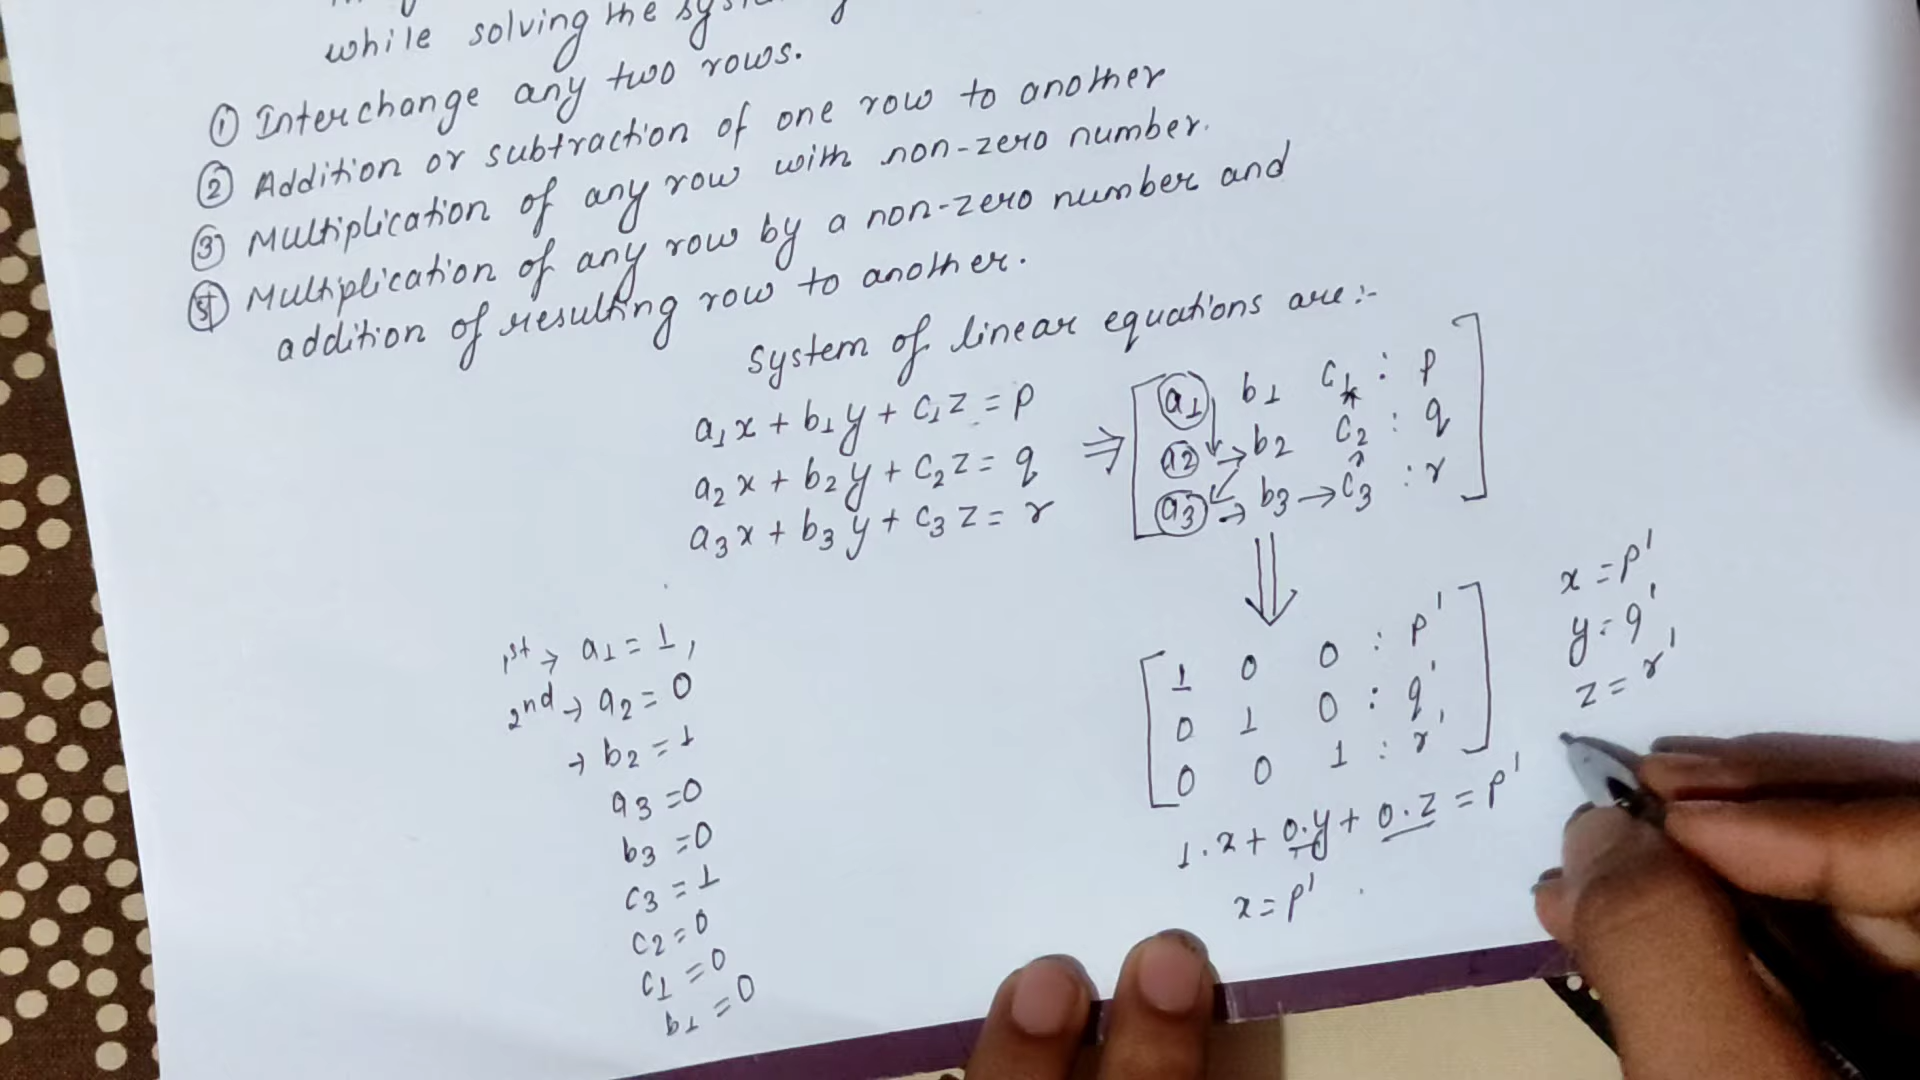 while solving the
① Interchange any two rows.
② Addition or subtraction of one row to another
③ Multiplication of any row with non-zero number.
Multiplication of any row by a non-zero number and
addition of resulting row to another.
System of linear equations are :-
a₁x + b₁y + c₁z = p
a₂x + b₂y + c₂z = q
a₃x + b₃y + c₃z = r
⇒ [ a₁ b₁ c₁ : p
a₂ → b₂ c₂ : q
a₃ → b₃ → c₃ : r ]
⇓
[ 1 0 0 : p'
0 1 0 : q'
0 0 1 : r' ]
x = p'
y = q'
z = r'
1.x + 0.y + 0.z = p'
x = p'
1st → a₁ = 1,
2nd → a₂ = 0
→ b₂ = 1
a₃ = 0
b₃ = 0
c₃ = 1
c₂ = 0
c₁ = 0
b₁ = 0